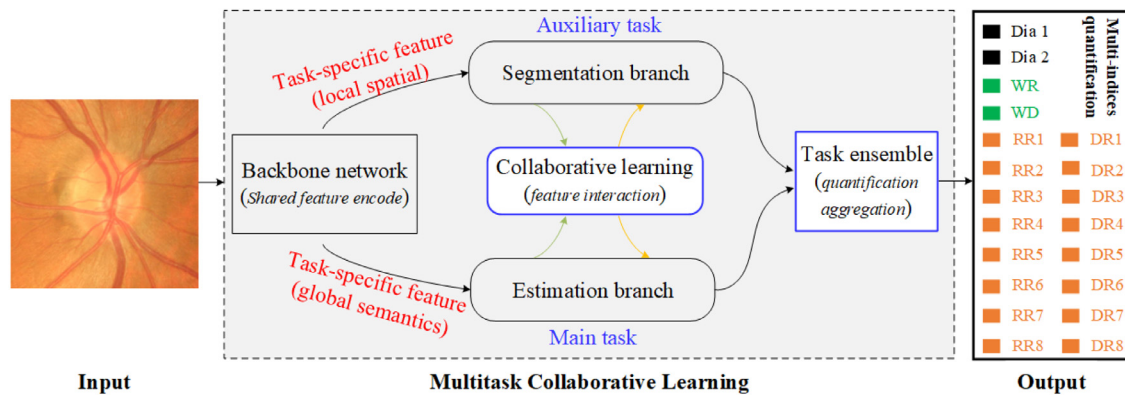 Auxiliary task
Task-specific feature
(local spatial)
Segmentation branch
Backbone network
(Shared feature encode)
Collaborative learning
(feature interaction)
Task ensemble
(quantification
aggregation)
Task-specific feature
(global semantics)
Estimation branch
Main task
Dia 1
Dia 2
WR
WD
Multi-indices
quantification
RR1 DR1
RR2 DR2
RR3 DR3
RR4 DR4
RR5 DR5
RR6 DR6
RR7 DR7
RR8 DR8
Input
Multitask Collaborative Learning
Output